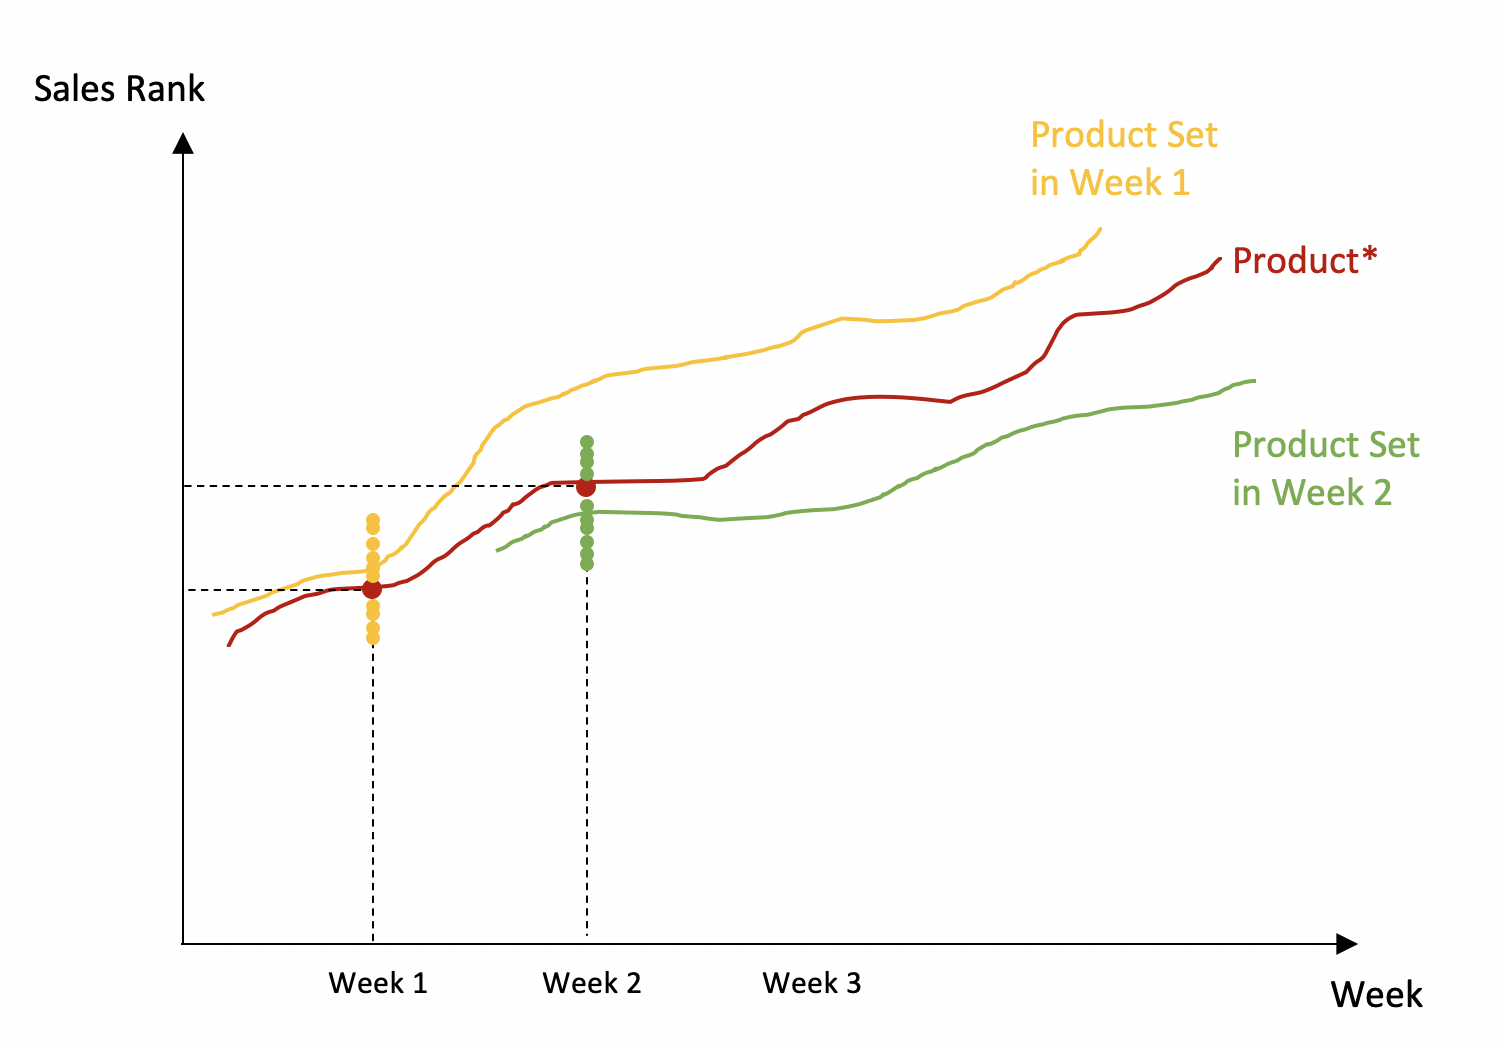 Sales Rank
Product Set
in Week 1
Product*
Product Set
in Week 2
Week 1
Week 2
Week 3
Week